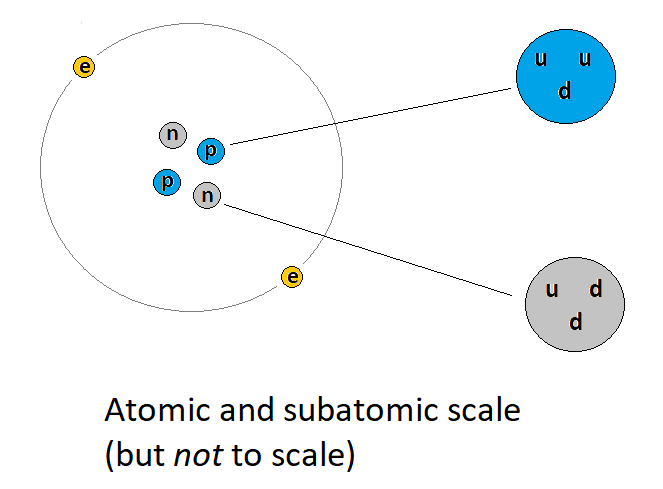 e
n
p
p
n
e
u u
d
u d
d
Atomic and subatomic scale
(but not to scale)